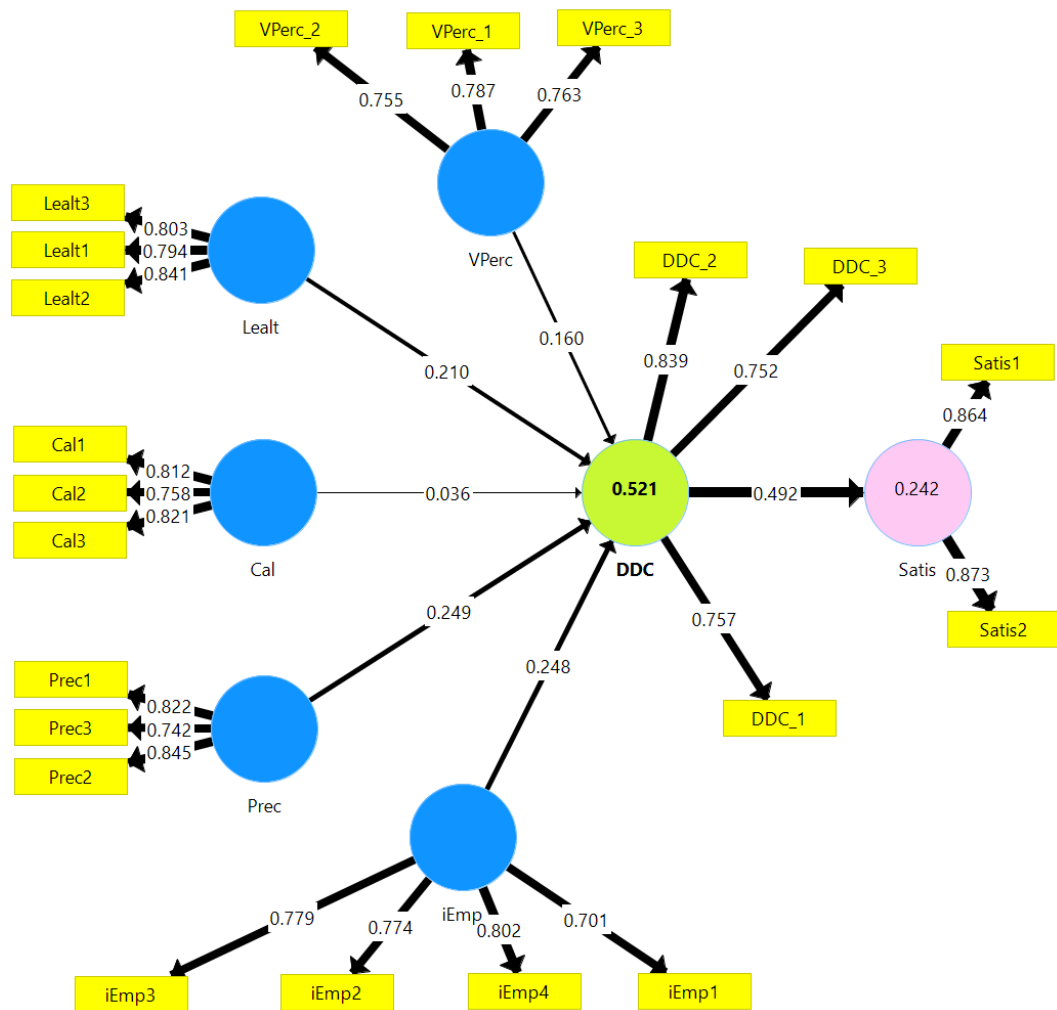 VPerc_2
VPerc_1
VPerc_3
0.755
0.787
0.763
VPerc
Lealt3
Lealt1
Lealt2
0.803
0.794
0.841
Lealt
0.160
0.210
DDC_2
DDC_3
0.839
0.752
Satis1
0.864
Cal1
Cal2
Cal3
0.812
0.758
0.821
Cal
0.036
0.521
DDC
0.492
0.242
Satis
0.873
Satis2
0.249
0.248
0.757
DDC_1
Prec1
Prec3
Prec2
0.822
0.742
0.845
Prec
iEmp
0.779
0.774
0.802
0.701
iEmp3
iEmp2
iEmp4
iEmp1